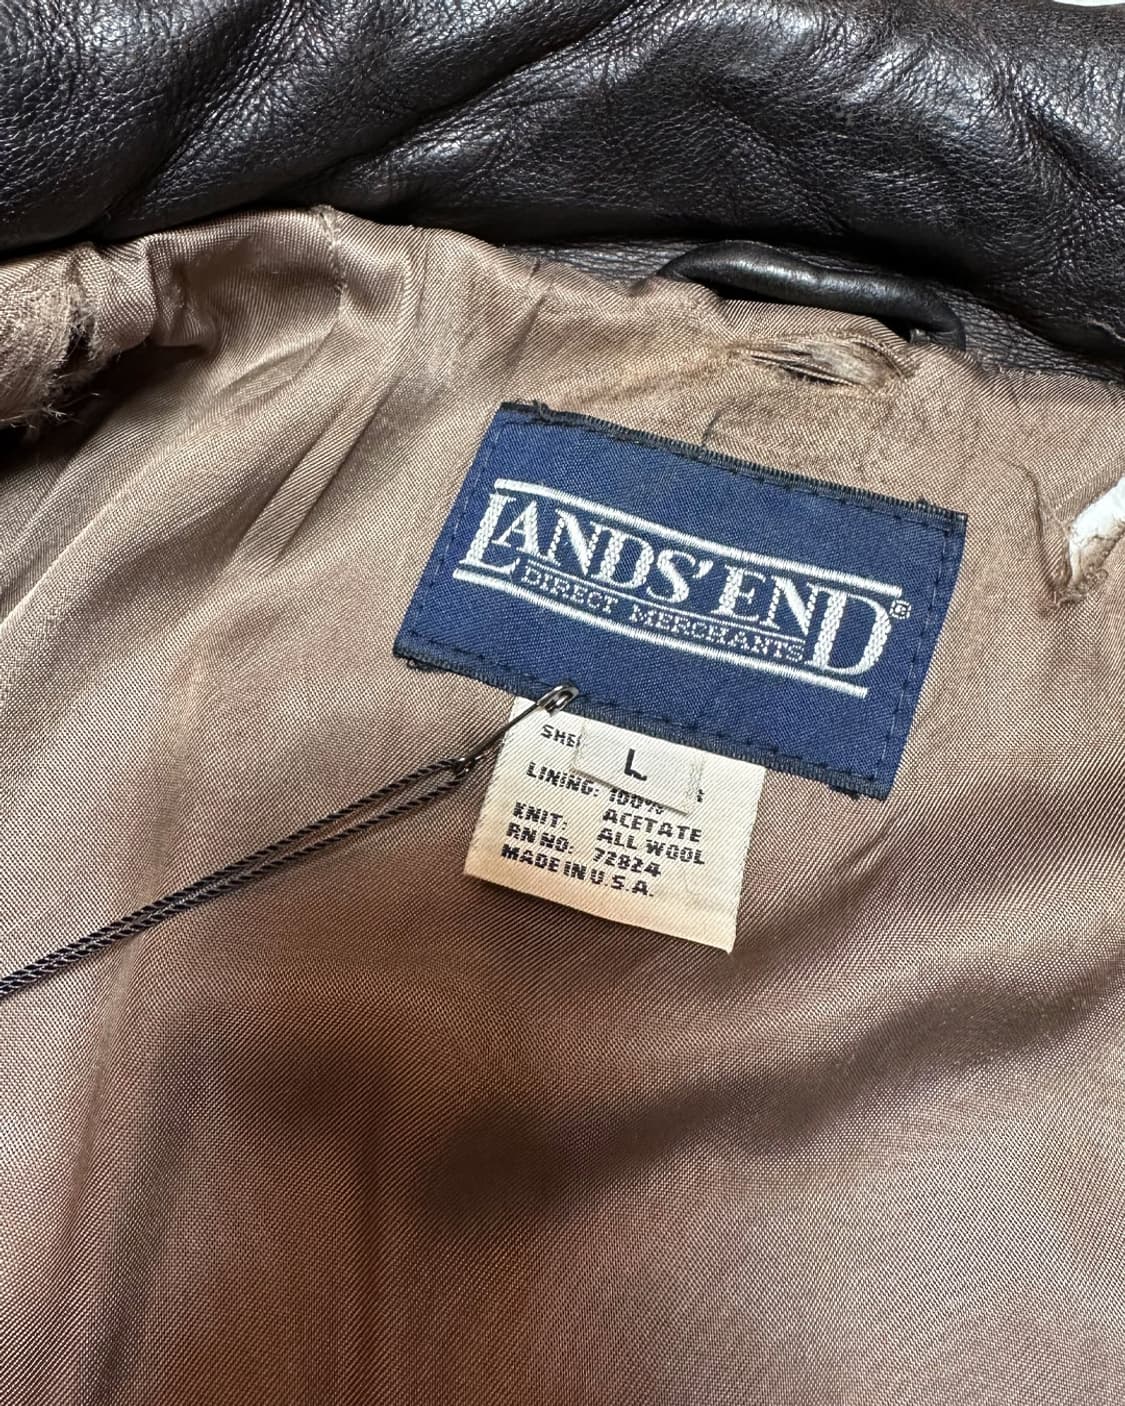 LANDS' END®
DIRECT MERCHANTS
L
LINING: 100%
ACETATE
KNIT: ALL WOOL
RN NO: 72824
MADE IN U.S.A.